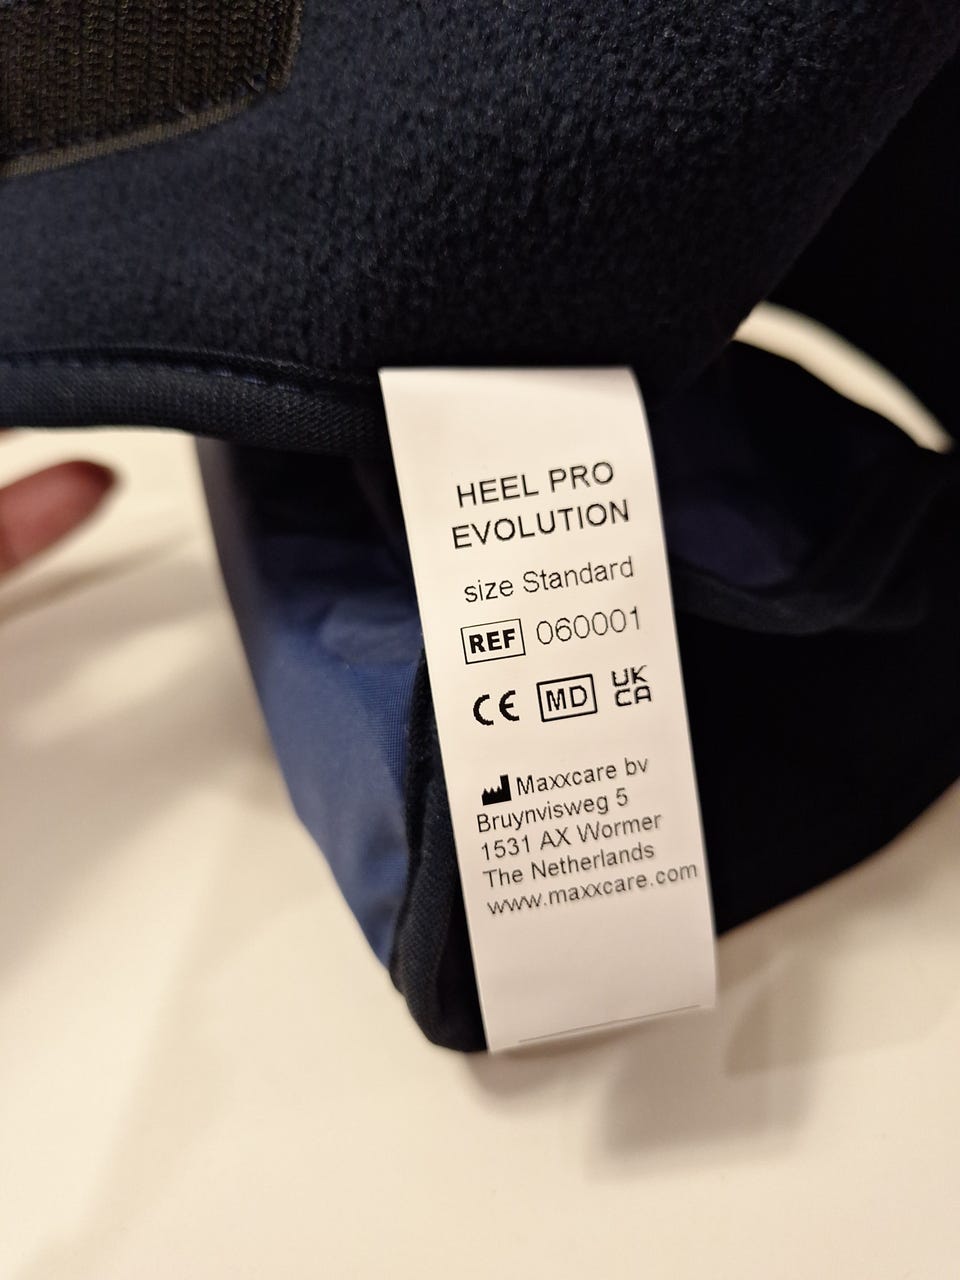 HEEL PRO
EVOLUTION
size Standard
REF 060001
CE MD UK
CA
Maxxcare bv
Bruynvisweg 5
1531 AX Wormer
The Netherlands
www.maxxcare.com